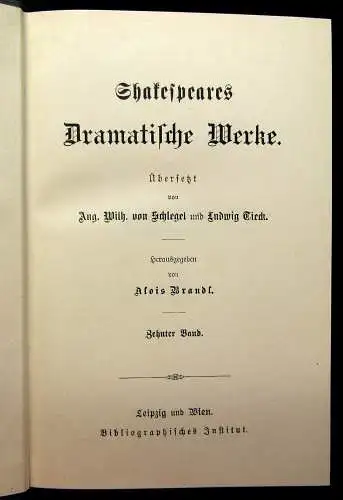 Shakespeares
Dramatische Werke.
Übersetzt
von
Aug. Wilh. von Schlegel und Ludwig Tieck.
Herausgegeben
von
Alois Brandl.
Zehnter Band.
Leipzig und Wien.
Bibliographisches Institut.